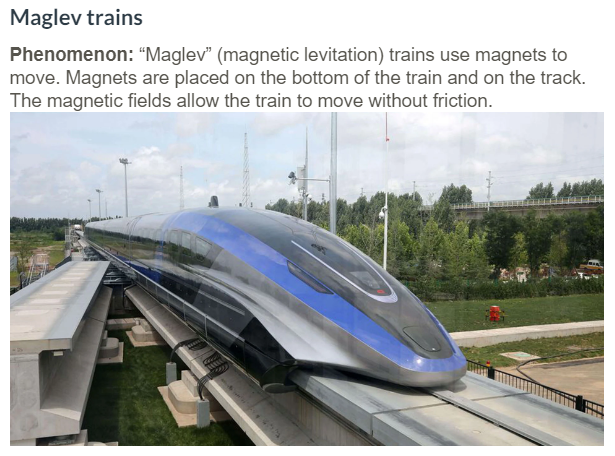 Maglev trains
Phenomenon: “Maglev” (magnetic levitation) trains use magnets to
move. Magnets are placed on the bottom of the train and on the track.
The magnetic fields allow the train to move without friction.